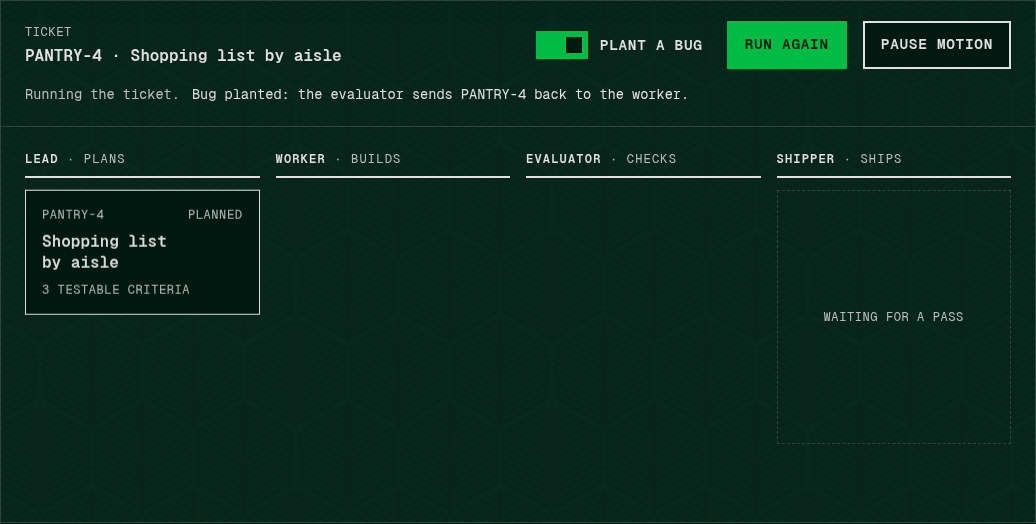 TICKET
PANTRY-4 · Shopping list by aisle
PLANT A BUG
RUN AGAIN
PAUSE MOTION
Running the ticket. Bug planted: the evaluator sends PANTRY-4 back to the worker.
LEAD · PLANS
WORKER · BUILDS
EVALUATOR · CHECKS
SHIPPER · SHIPS
PANTRY-4 PLANNED
Shopping list
by aisle
3 TESTABLE CRITERIA
WAITING FOR A PASS